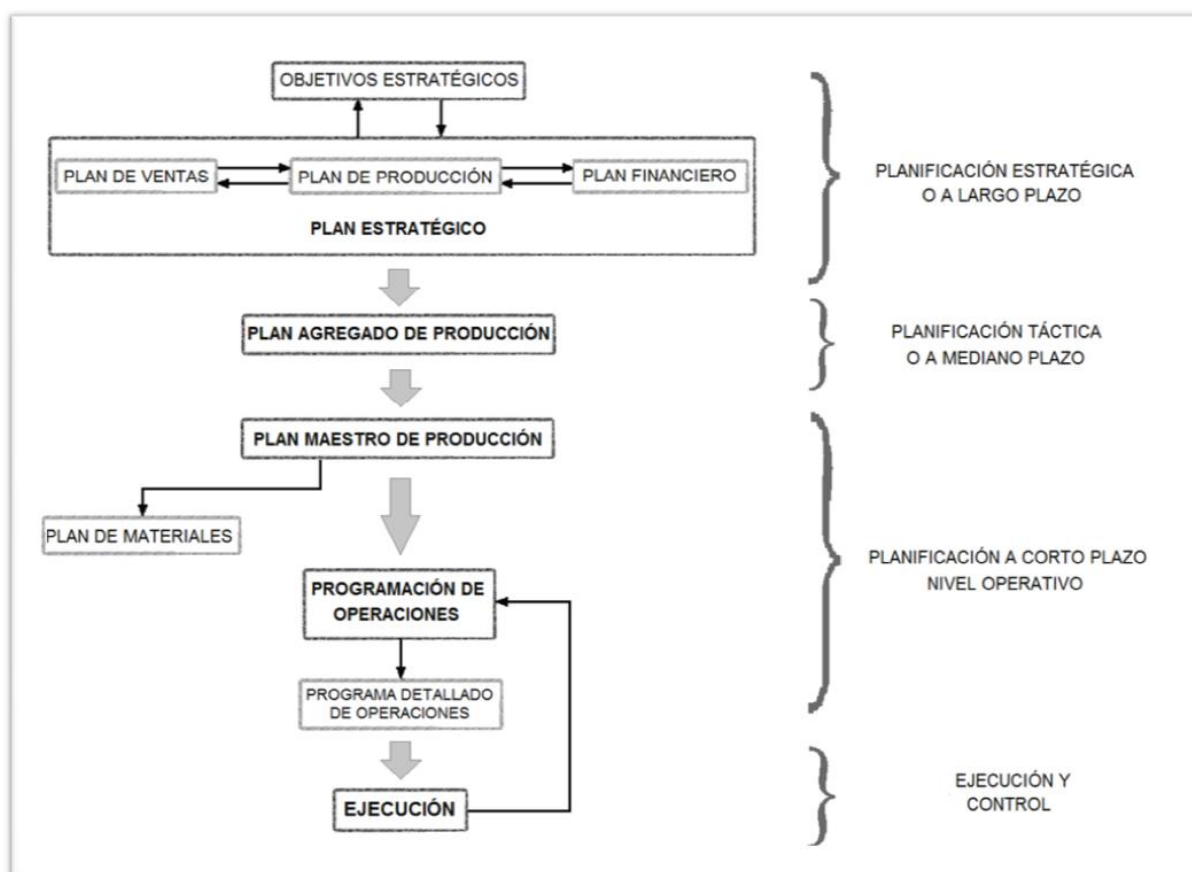 OBJETIVOS ESTRATÉGICOS
PLAN DE VENTAS
PLAN DE PRODUCCIÓN
PLAN FINANCIERO
PLAN ESTRATÉGICO
PLANIFICACIÓN ESTRATÉGICA
O A LARGO PLAZO
PLAN AGREGADO DE PRODUCCIÓN
PLANIFICACIÓN TÁCTICA
O A MEDIANO PLAZO
PLAN MAESTRO DE PRODUCCIÓN
PLAN DE MATERIALES
PROGRAMACIÓN DE
OPERACIONES
PROGRAMA DETALLADO
DE OPERACIONES
PLANIFICACIÓN A CORTO PLAZO
NIVEL OPERATIVO
EJECUCIÓN
EJECUCIÓN Y
CONTROL